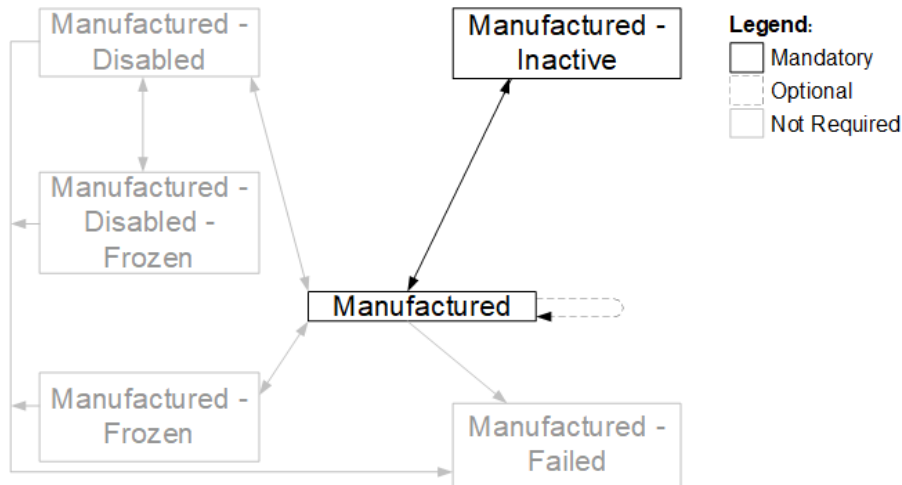 Manufactured -
Disabled
Manufactured -
Inactive
Legend:
Mandatory
Optional
Not Required
Manufactured -
Disabled -
Frozen
Manufactured
Manufactured -
Frozen
Manufactured -
Failed